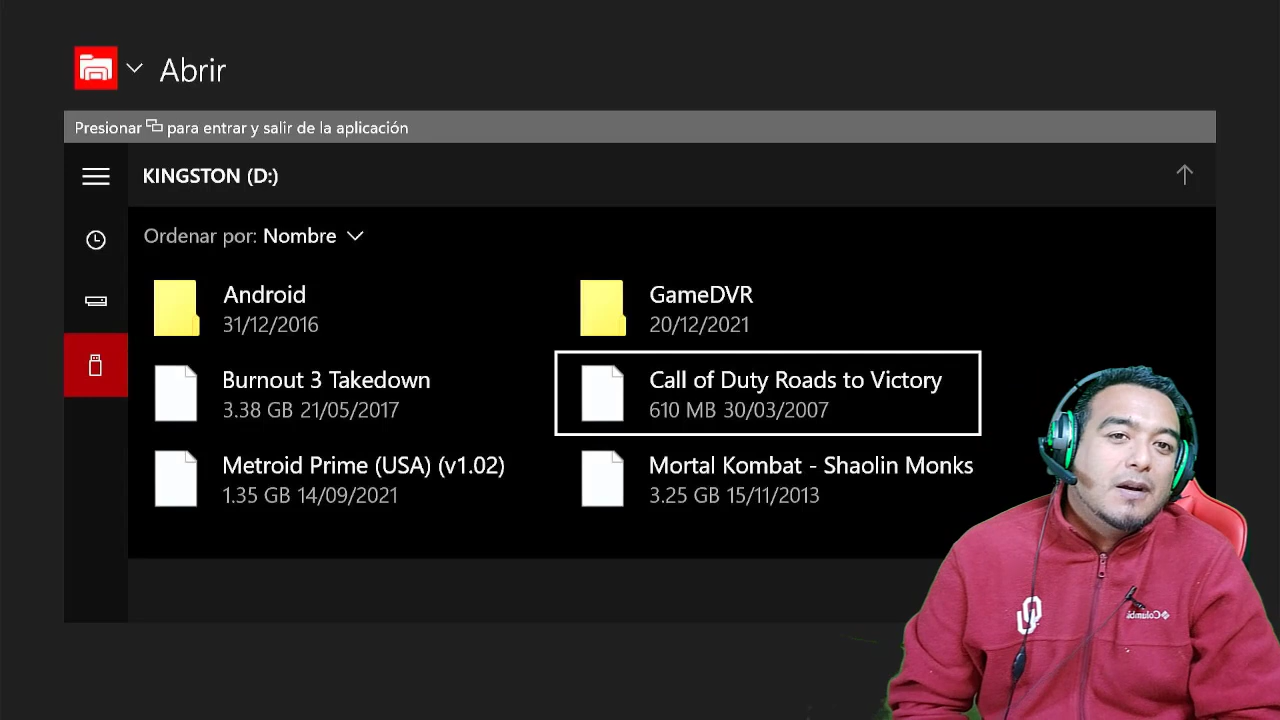 Abrir
Presionar para entrar y salir de la aplicación
KINGSTON (D:)
Ordenar por: Nombre
Android
31/12/2016
GameDVR
20/12/2021
Burnout 3 Takedown
3.38 GB 21/05/2017
Call of Duty Roads to Victory
610 MB 30/03/2007
Metroid Prime (USA) (v1.02)
1.35 GB 14/09/2021
Mortal Kombat - Shaolin Monks
3.25 GB 15/11/2013
OU
Columbia